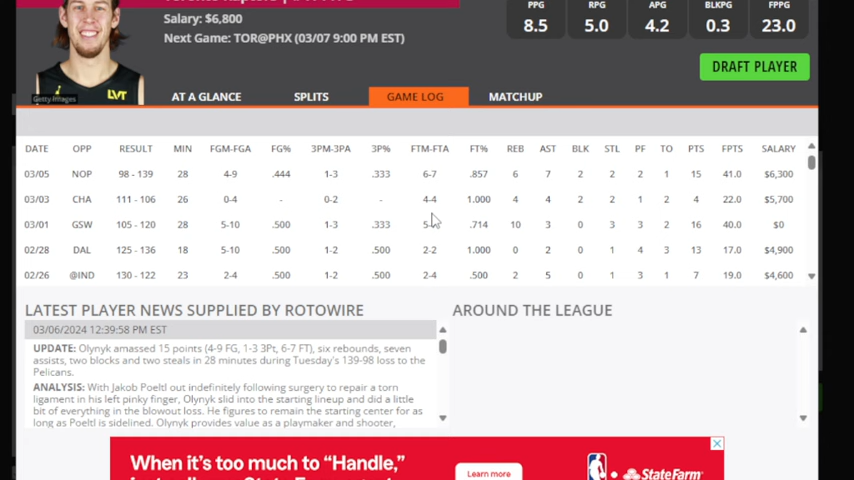 PPG RPG APG BLKPG FPPG
Salary: $6,800
8.5 5.0 4.2 0.3 23.0
Next Game: TOR@PHX (03/07 9:00 PM EST)
DRAFT PLAYER
Getty Images
LVT
AT A GLANCE SPLITS GAME LOG MATCHUP
DATE OPP RESULT MIN FGM-FGA FG% 3PM-3PA 3P% FTM-FTA FT% REB AST BLK STL PF TO PTS FPTS SALARY
03/05 NOP 98 - 139 28 4-9 .444 1-3 .333 6-7 .857 6 7 2 2 2 1 15 41.0 $6,300
03/03 CHA 111 - 106 26 0-4 - 0-2 - 4-4 1.000 4 4 2 2 1 2 4 22.0 $5,700
03/01 GSW 105 - 120 28 5-10 .500 1-3 .333 .714 10 3 0 3 3 2 16 40.0 $0
02/28 DAL 125 - 136 18 5-10 .500 1-2 .500 2-2 1.000 0 2 0 1 4 3 13 17.0 $4,900
02/26 @IND 130 - 122 23 2-4 .500 1-2 .500 2-4 .500 2 5 0 1 3 1 7 19.0 $4,600
LATEST PLAYER NEWS SUPPLIED BY ROTOWIRE
AROUND THE LEAGUE
03/06/2024 12:39:58 PM EST
UPDATE: Olynyk amassed 15 points (4-9 FG, 1-3 3Pt, 6-7 FT), six rebounds, seven
assists, two blocks and two steals in 28 minutes during Tuesday's 139-98 loss to the
Pelicans.
ANALYSIS: With Jakob Poeltl out indefinitely following surgery to repair a torn
ligament in his left pinky finger, Olynyk slid into the starting lineup and did a little
bit of everything in the blowout loss. He figures to remain the starting center for as
long as Poeltl is sidelined. Olynyk provides value as a playmaker and shooter,
When it's too much to "Handle,"
Learn more
NBA
StateFarm